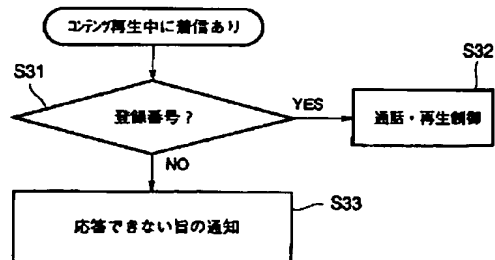 コンテンツ再生中に着信あり
S31
S32
登録番号？
YES
通話・再生制御
NO
S33
応答できない旨の通知